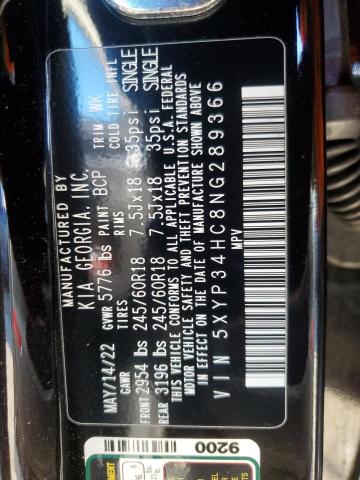 MANUFACTURED BY
KIA GEORGIA, INC.
MAY/14/22 GVWR 5776 lbs PAINT BCP TRIM WK
GAWR TIRES RIMS COLD TIRE INFL
FRONT 2954 lbs 245/60R18 7.5Jx18 35psi SINGLE
REAR 3196 lbs 245/60R18 7.5Jx18 35psi SINGLE
THIS VEHICLE CONFORMS TO ALL APPLICABLE U.S.A. FEDERAL
MOTOR VEHICLE SAFETY AND THEFT PREVENTION STANDARDS
IN EFFECT ON THE DATE OF MANUFACTURE SHOWN ABOVE
VIN 5XYP34HC8NG289366
MPV
9200